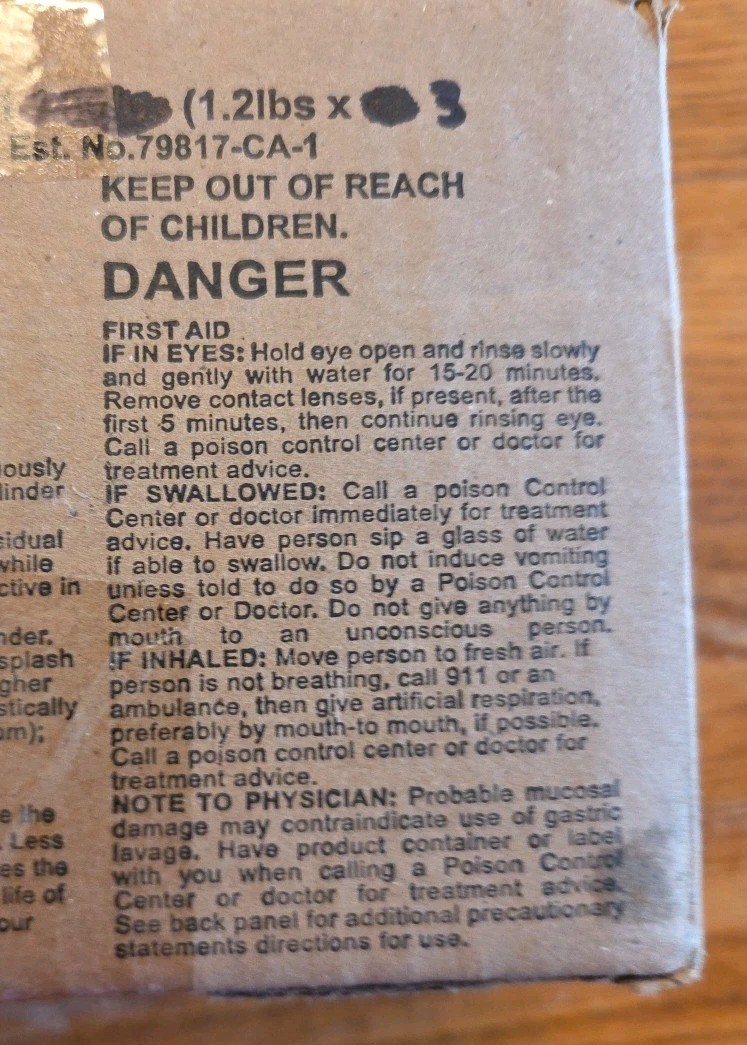 (1.2lbs x 3
Est. No.79817-CA-1
KEEP OUT OF REACH
OF CHILDREN.
DANGER
FIRST AID
IF IN EYES: Hold eye open and rinse slowly
and gently with water for 15-20 minutes.
Remove contact lenses, if present, after the
first 5 minutes, then continue rinsing eye.
Call a poison control center or doctor for
treatment advice.
IF SWALLOWED: Call a poison Control
Center or doctor immediately for treatment
advice. Have person sip a glass of water
if able to swallow. Do not induce vomiting
unless told to do so by a Poison Control
Center or Doctor. Do not give anything by
mouth to an unconscious person.
IF INHALED: Move person to fresh air. If
person is not breathing, call 911 or an
ambulance, then give artificial respiration,
preferably by mouth-to mouth, if possible.
Call a poison control center or doctor for
treatment advice.
NOTE TO PHYSICIAN: Probable mucosal
damage may contraindicate use of gastric
lavage. Have product container or label
with you when calling a Poison Control
Center or doctor for treatment advice.
See back panel for additional precautionary
statements directions for use.
ously
linder
sidual
while
ctive in
nder.
splash
gher
stically
om);
e the
. Less
es the
life of
our